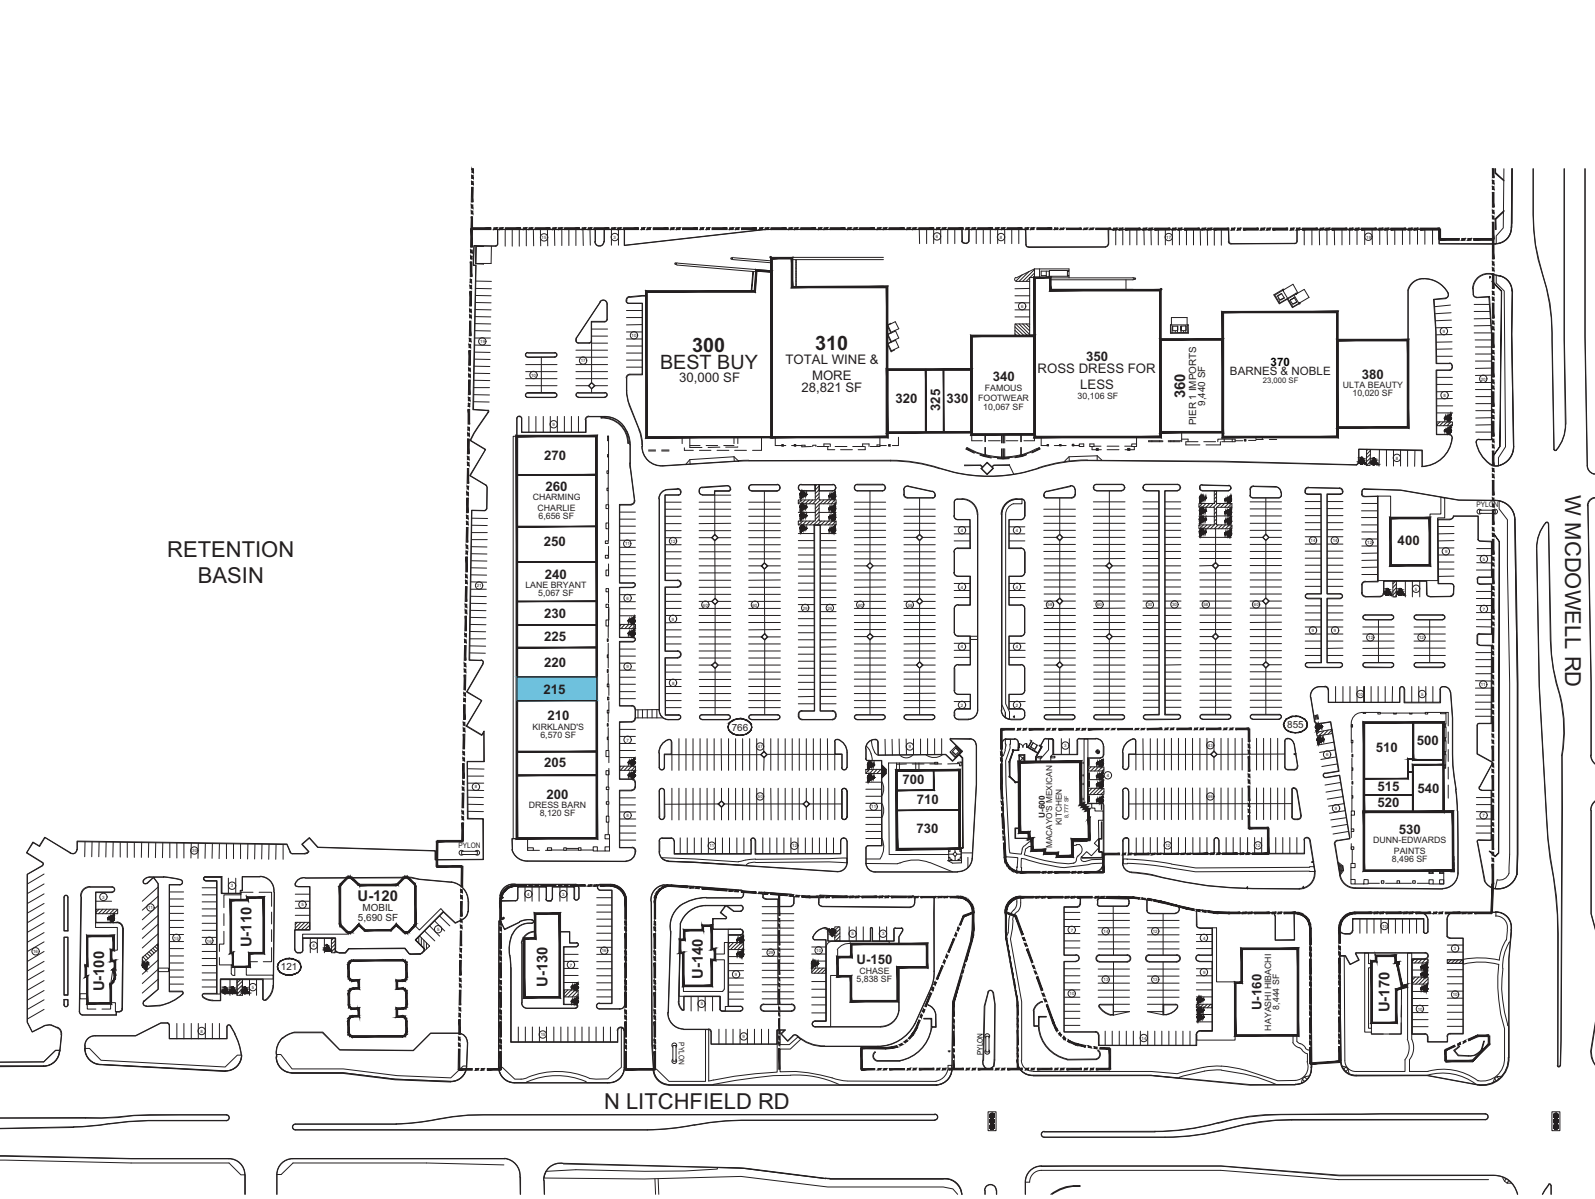 300
BEST BUY
30,000 SF
310
TOTAL WINE &
MORE
28,821 SF
320
325
330
340
FAMOUS
FOOTWEAR
10,067 SF
350
ROSS DRESS FOR
LESS
30,106 SF
360
PIER 1 IMPORTS
9,440 SF
370
BARNES & NOBLE
23,000 SF
380
ULTA BEAUTY
10,020 SF
270
260
CHARMING
CHARLIE
6,656 SF
250
240
LANE BRYANT
5,067 SF
230
225
220
215
210
KIRKLAND'S
6,570 SF
205
200
DRESS BARN
8,120 SF
RETENTION
BASIN
PYLON
400
W MCDOWELL RD
766
855
700
710
730
U-600
MACAYO'S MEXICAN
KITCHEN
8,777 SF
510
500
515
520
540
530
DUNN-EDWARDS
PAINTS
8,496 SF
PYLON
U-100
U-110
121
U-120
MOBIL
5,690 SF
U-130
U-140
U-150
CHASE
5,838 SF
U-160
HAYASHI HIBACHI
8,444 SF
U-170
PYLON
PYLON
N LITCHFIELD RD